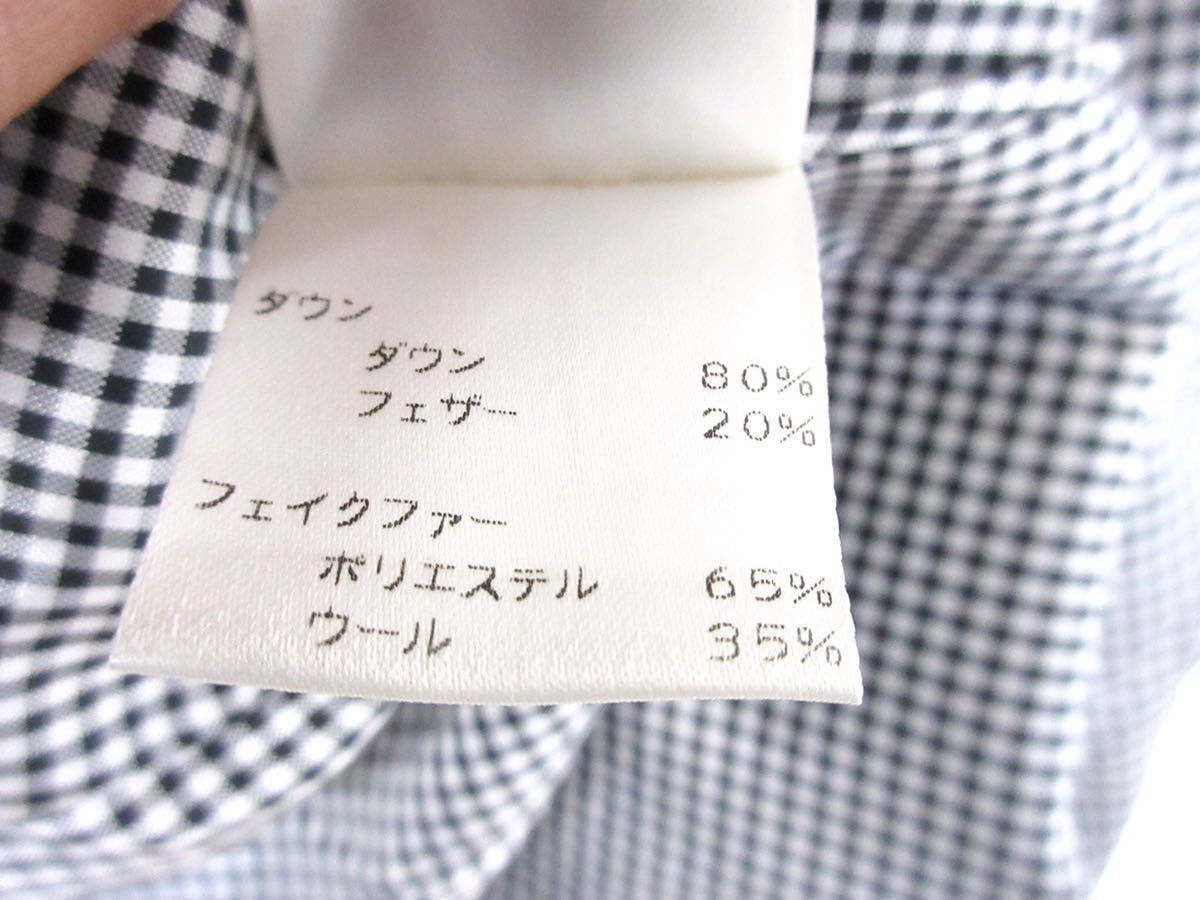 ダウン
ダウン 80%
フェザー 20%
フェイクファー
ポリエステル 65%
ウール 35%